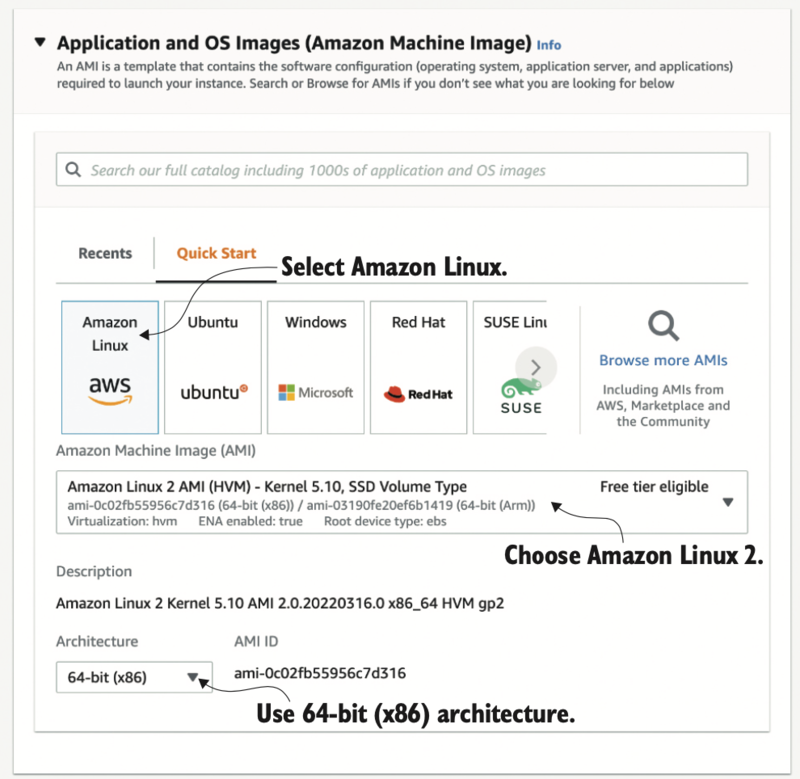 Application and OS Images (Amazon Machine Image) Info
An AMI is a template that contains the software configuration (operating system, application server, and applications)
required to launch your instance. Search or Browse for AMIs if you don't see what you are looking for below
Search our full catalog including 1000s of application and OS images
Recents
Quick Start
Select Amazon Linux.
Amazon
Linux
aws
Ubuntu
ubuntu
Windows
Microsoft
Red Hat
RedHat
SUSE Linu
SUSE
Browse more AMIs
Including AMIs from
AWS, Marketplace and
the Community
Amazon Machine Image (AMI)
Amazon Linux 2 AMI (HVM) - Kernel 5.10, SSD Volume Type
Free tier eligible
ami-0c02fb55956c7d316 (64-bit (x86)) / ami-03190fe20ef6b1419 (64-bit (Arm))
Virtualization: hvm ENA enabled: true Root device type: ebs
Choose Amazon Linux 2.
Description
Amazon Linux 2 Kernel 5.10 AMI 2.0.20220316.0 x86_64 HVM gp2
Architecture
AMI ID
64-bit (x86)
ami-0c02fb55956c7d316
Use 64-bit (x86) architecture.